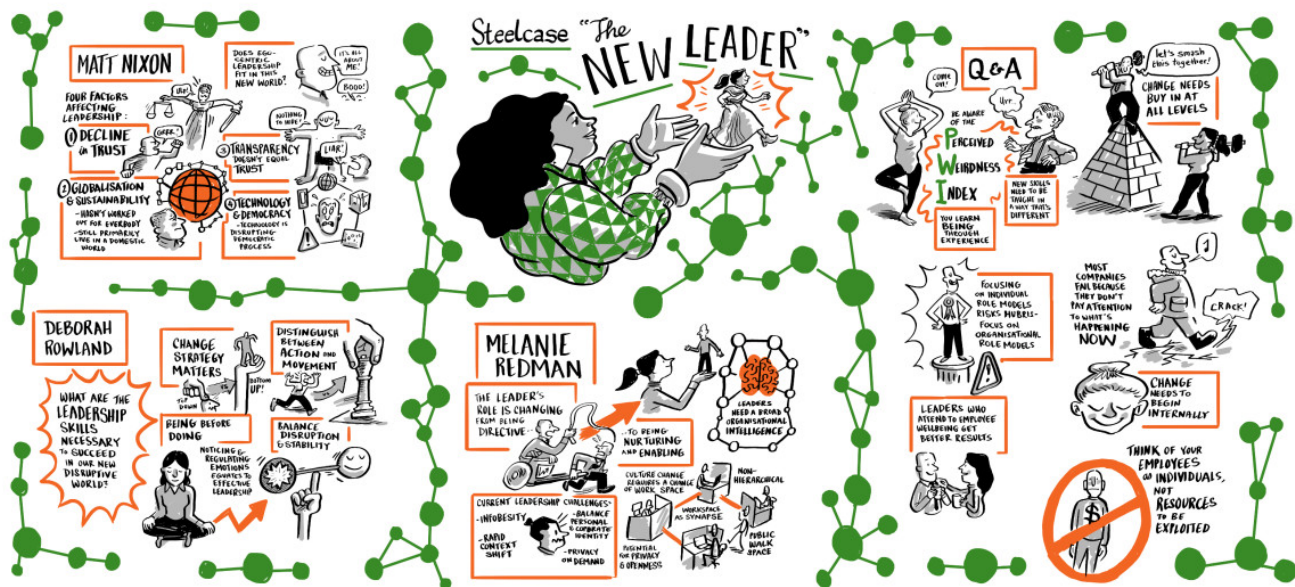 Steelcase "The
NEW LEADER"
MATT NIXON
FOUR FACTORS
AFFECTING
LEADERSHIP:
① DECLINE
in TRUST
GRRR!
② GLOBALISATION
& SUSTAINABILITY
-HASN'T WORKED
OUT FOR EVERYBODY
-STILL PRIMARILY
LIVE IN A DOMESTIC
WORLD
DOES EGO-
CENTRIC
LEADERSHIP
FIT IN THIS
NEW WORLD?
IT'S ALL
ABOUT
ME!
BOOO!
NOTHING
TO HIDE!
③ TRANSPARENCY
DOESN'T EQUAL
TRUST
LIAR!
④ TECHNOLOGY
& DEMOCRACY
-TECHNOLOGY IS
DISRUPTING
DEMOCRATIC
PROCESS
DEBORAH
ROWLAND
WHAT ARE THE
LEADERSHIP
SKILLS
NECESSARY
TO SUCCEED
IN OUR NEW
DISRUPTIVE
WORLD?
CHANGE
STRATEGY
MATTERS
TOP
DOWN
VS
BOTTOM
UP!
DISTINGUISH
BETWEEN
ACTION AND
MOVEMENT
BEING BEFORE
DOING
NOTICING &
REGULATING
EMOTIONS
EQUATES TO
EFFECTIVE
LEADERSHIP
BALANCE
DISRUPTION
& STABILITY
MELANIE
REDMAN
THE LEADER'S
ROLE IS CHANGING
FROM BEING
DIRECTIVE...
...TO BEING
NURTURING
AND ENABLING
LEADERS
NEED A BROAD
ORGANISATIONAL
INTELLIGENCE
CURRENT LEADERSHIP CHALLENGES:
-INFOBESITY
-RAPID
CONTEXT
SHIFT
-BALANCE
PERSONAL
& CORPORATE
IDENTITY
-PRIVACY
ON DEMAND
CULTURE CHANGE
REQUIRES A CHANGE
OF WORK SPACE
NON-
HIERARCHICAL
WORKSPACE
AS SYNAPSE
POTENTIAL
FOR PRIVACY
& OPENNESS
PUBLIC
WALK
SPACE
Q&A
COME
ON!
BE AWARE
OF THE
PERCEIVED
WEIRDNESS
INDEX
YOU LEARN
BEING
THROUGH
EXPERIENCE
NEW SKILLS
NEED TO BE
TAUGHT IN
A WAY THAT'S
DIFFERENT
let's smash
this together!
CHANGE NEEDS
BUY IN AT
ALL LEVELS
FOCUSING
ON INDIVIDUAL
ROLE MODELS
RISKS HUBRIS-
FOCUS ON
ORGANISATIONAL
ROLE MODELS
MOST
COMPANIES
FAIL BECAUSE
THEY DON'T
PAY ATTENTION
TO WHAT'S
HAPPENING
NOW
CRACK!
LEADERS WHO
ATTEND TO EMPLOYEE
WELLBEING GET
BETTER RESULTS
CHANGE
NEEDS TO
BEGIN
INTERNALLY
THINK OF YOUR
EMPLOYEES
as INDIVIDUALS,
NOT
RESOURCES
TO BE
EXPLOITED
$